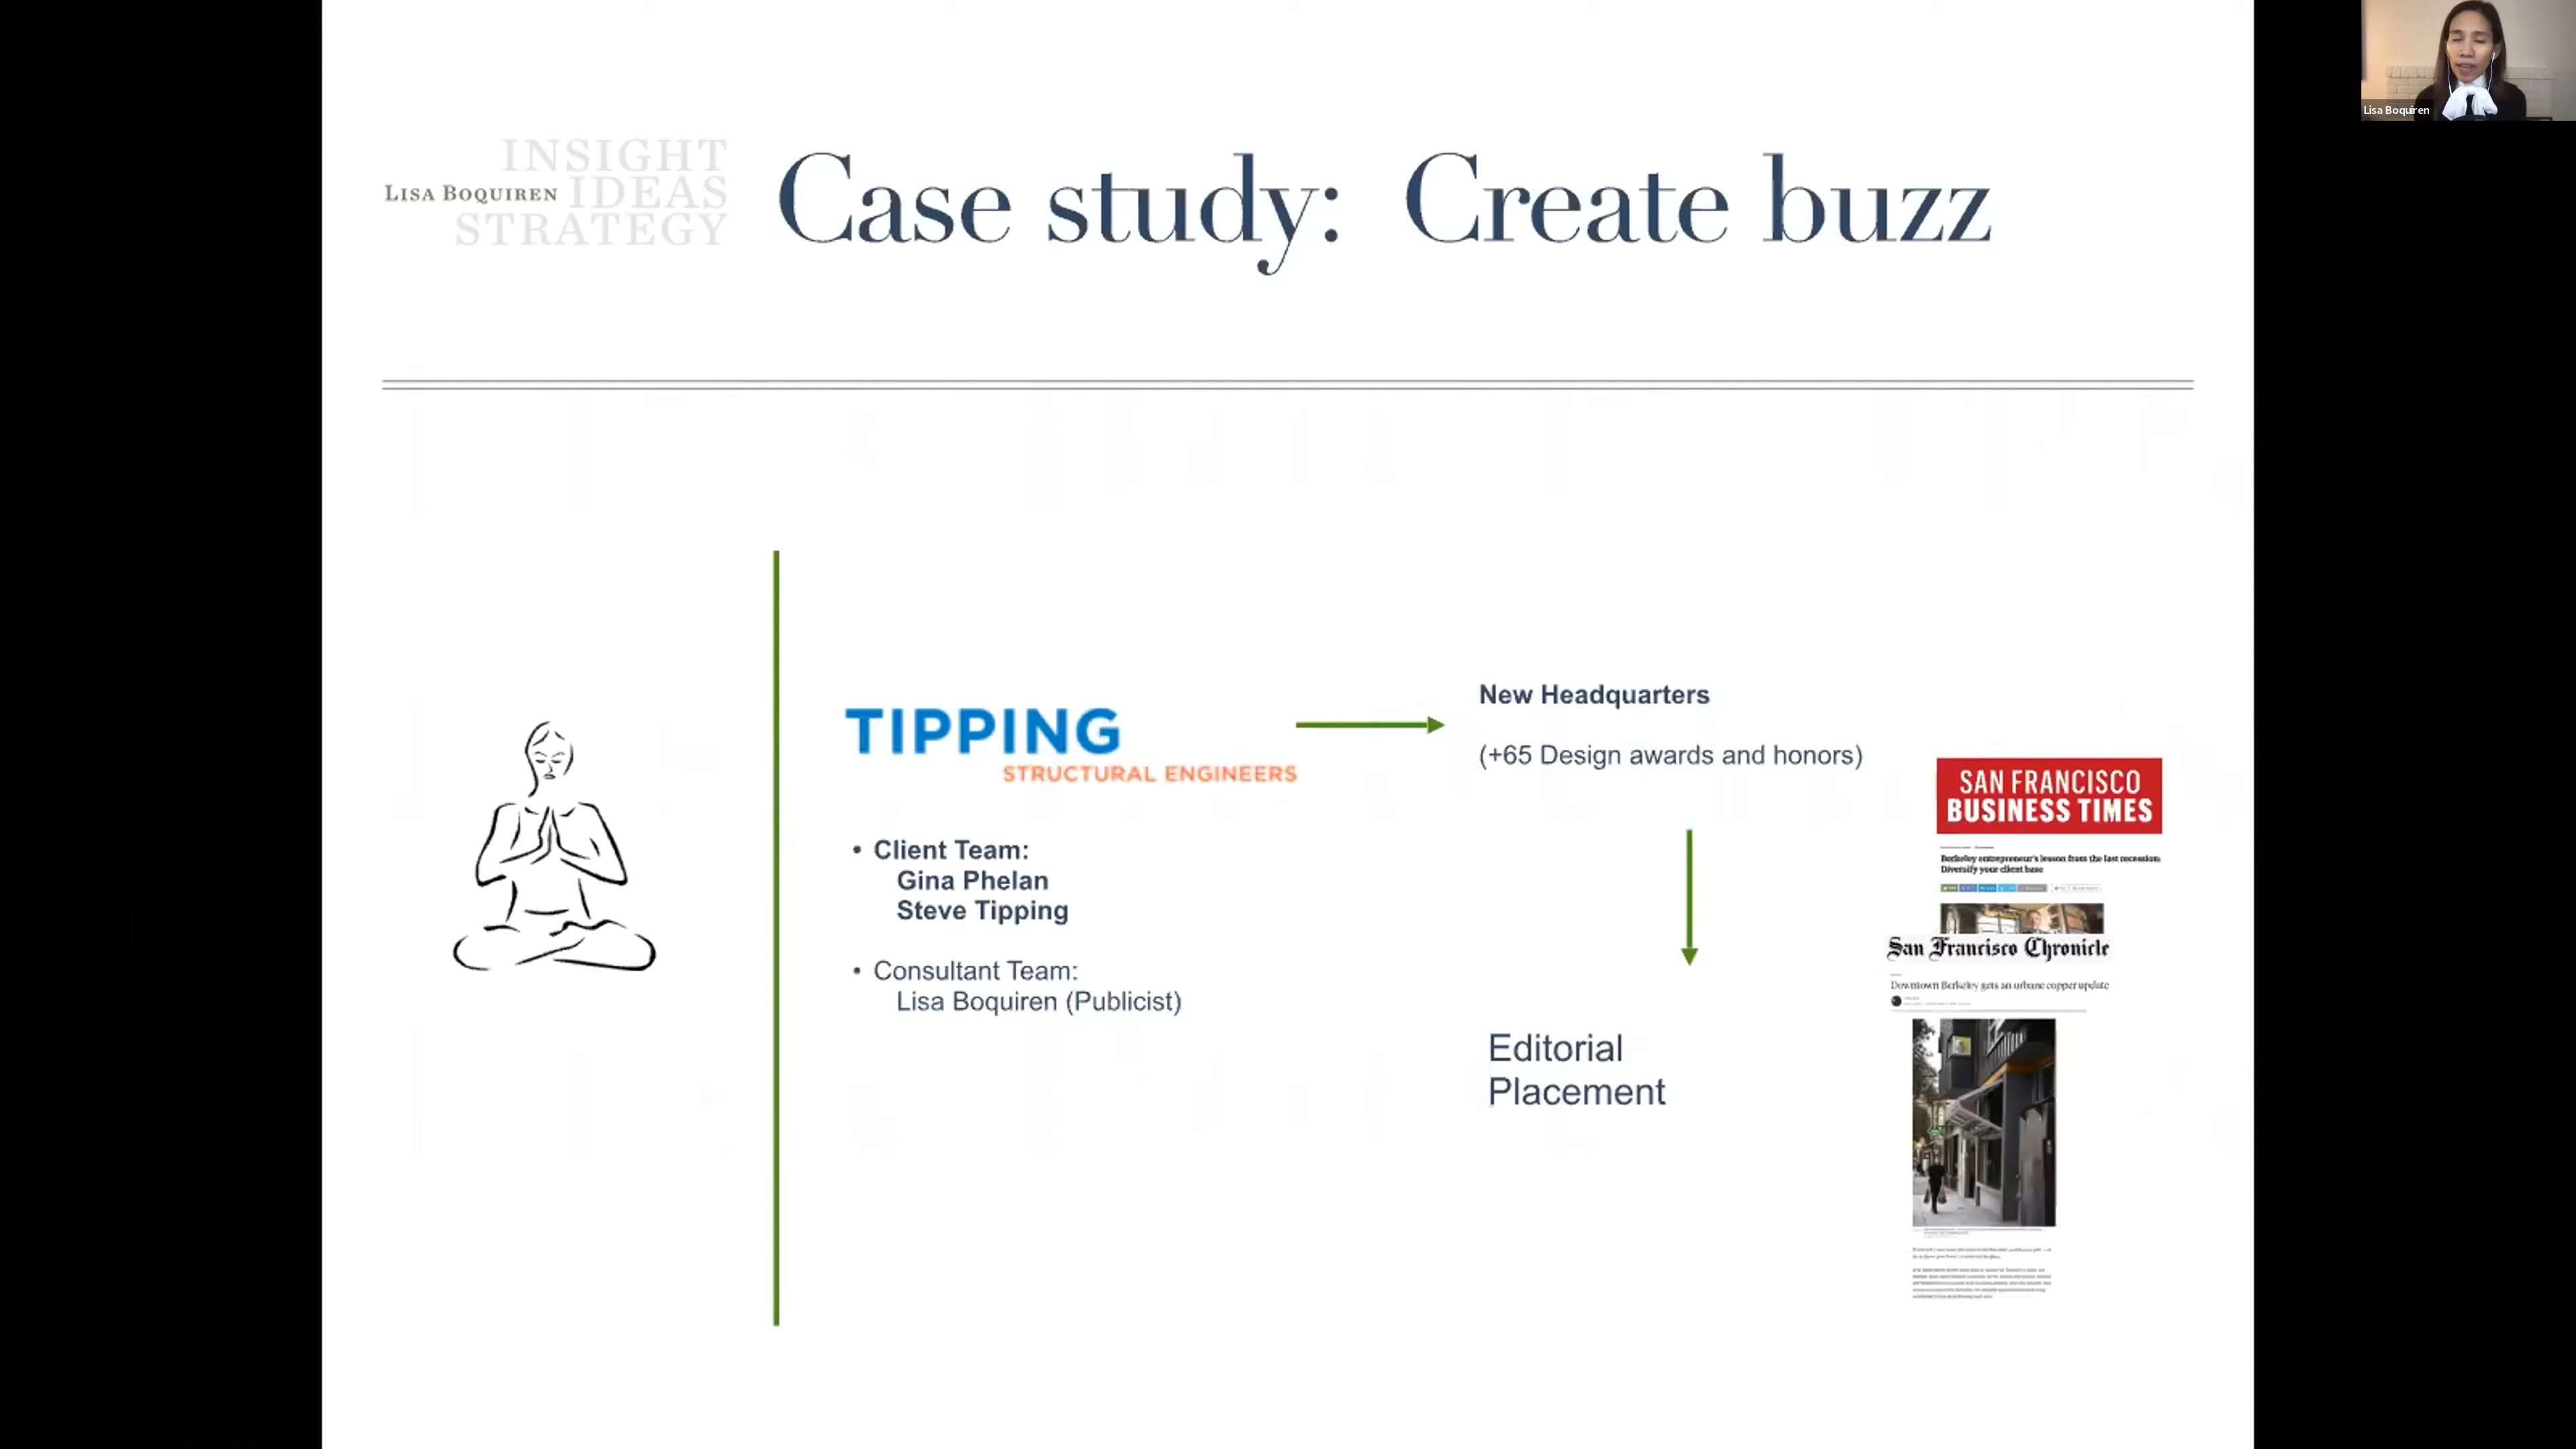 Lisa Boquiren
INSIGHT
LISA BOQUIREN IDEAS
STRATEGY
Case study: Create buzz
TIPPING
STRUCTURAL ENGINEERS
• Client Team:
Gina Phelan
Steve Tipping
• Consultant Team:
Lisa Boquiren (Publicist)
New Headquarters
(+65 Design awards and honors)
Editorial
Placement
SAN FRANCISCO
BUSINESS TIMES
Berkeley entrepreneur's lesson from the last recession:
Diversify your client base
San Francisco Chronicle
Downtown Berkeley gets an urbane copper update